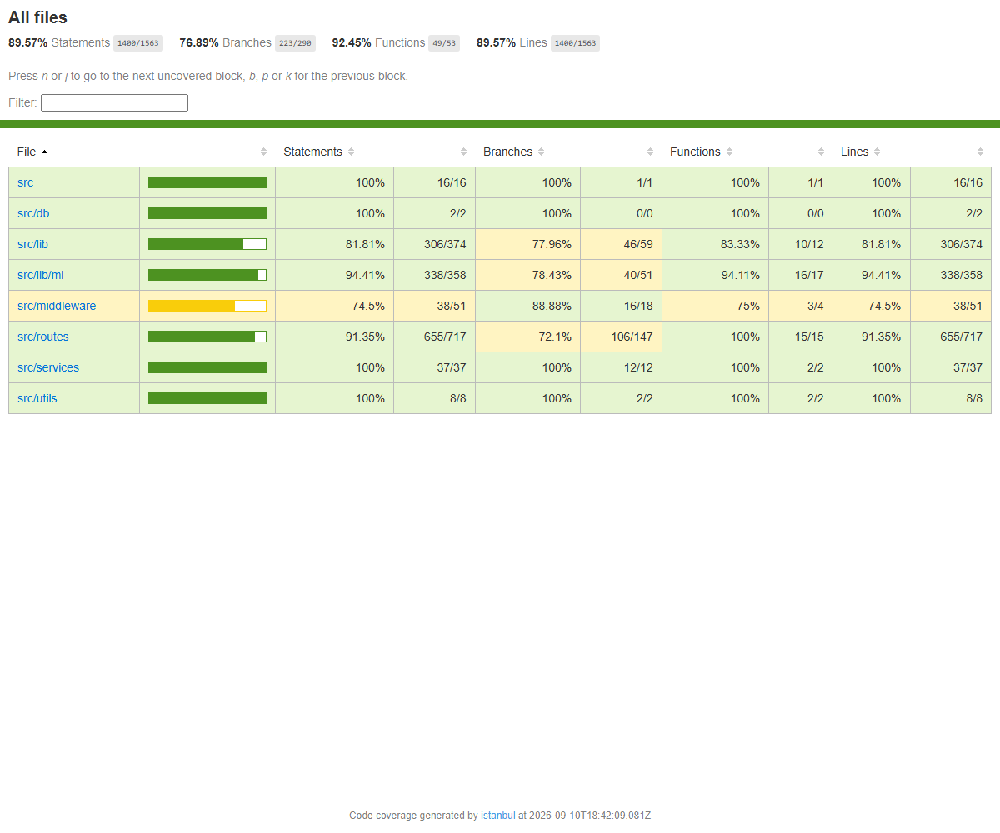 All files
89.57% Statements 1400/1563 76.89% Branches 223/290 92.45% Functions 49/53 89.57% Lines 1400/1563
Press n or j to go to the next uncovered block, b, p or k for the previous block.
Filter:
File Statements Branches Functions Lines
src 100% 16/16 100% 1/1 100% 1/1 100% 16/16
src/db 100% 2/2 100% 0/0 100% 0/0 100% 2/2
src/lib 81.81% 306/374 77.96% 46/59 83.33% 10/12 81.81% 306/374
src/lib/ml 94.41% 338/358 78.43% 40/51 94.11% 16/17 94.41% 338/358
src/middleware 74.5% 38/51 88.88% 16/18 75% 3/4 74.5% 38/51
src/routes 91.35% 655/717 72.1% 106/147 100% 15/15 91.35% 655/717
src/services 100% 37/37 100% 12/12 100% 2/2 100% 37/37
src/utils 100% 8/8 100% 2/2 100% 2/2 100% 8/8
Code coverage generated by istanbul at 2026-09-10T18:42:09.081Z